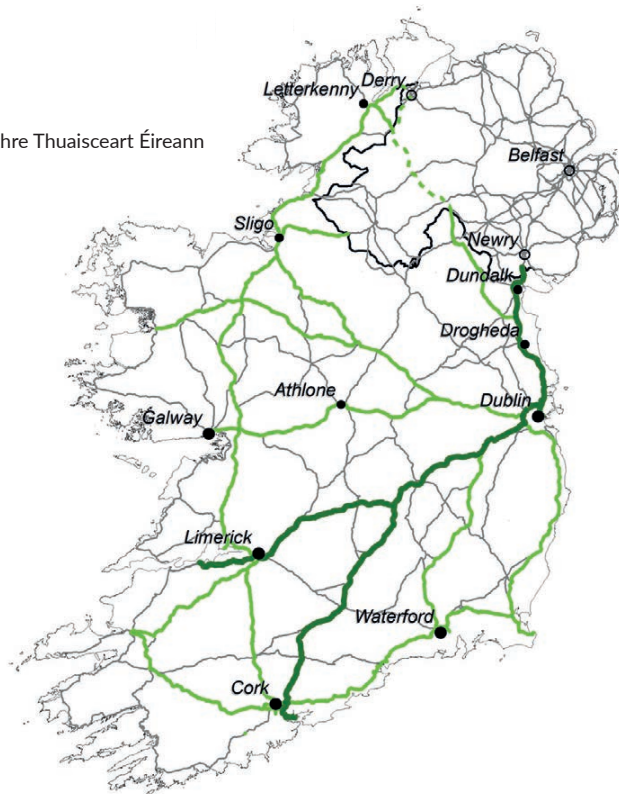 Derry
Letterkenny
hre Thuaisceart Éireann
Belfast
Sligo
Newry
Dundalk
Drogheda
Athlone
Dublin
Galway
Limerick
Waterford
Cork